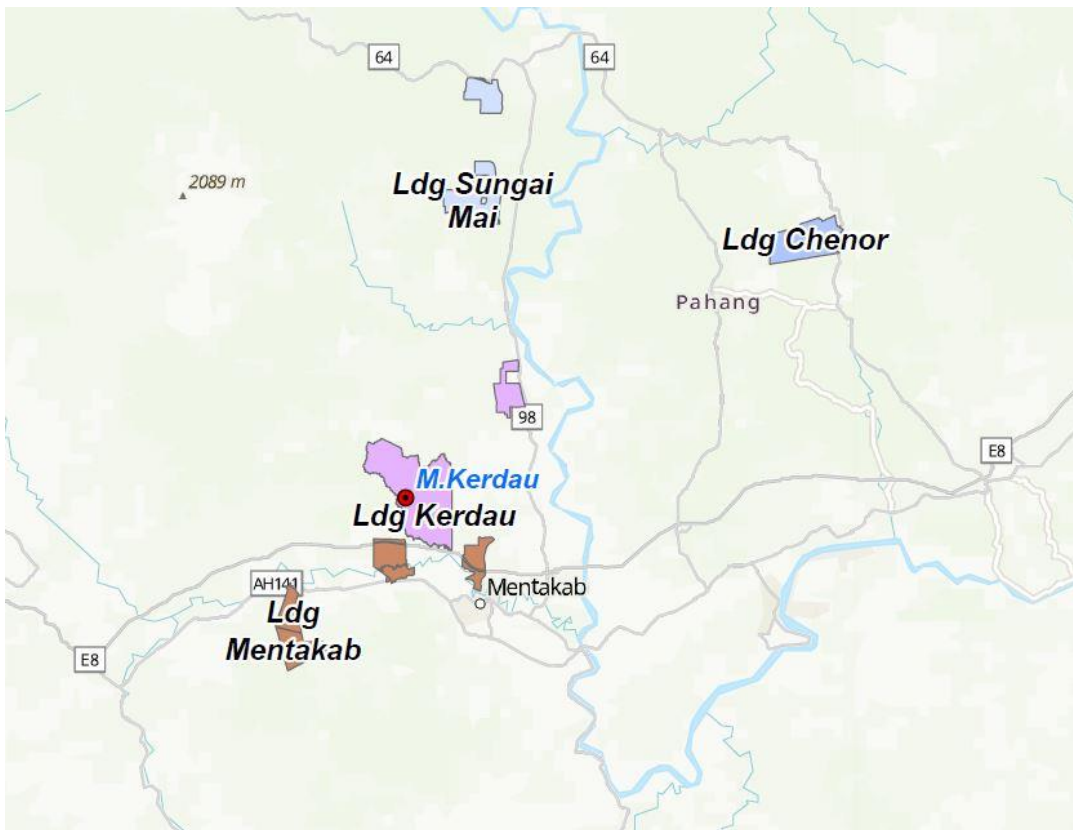 64
64
2089 m
Ldg Sungai
Mai
Ldg Chenor
Pahang
98
E8
M.Kerdau
Ldg Kerdau
AH141
Mentakab
Ldg
Mentakab
E8